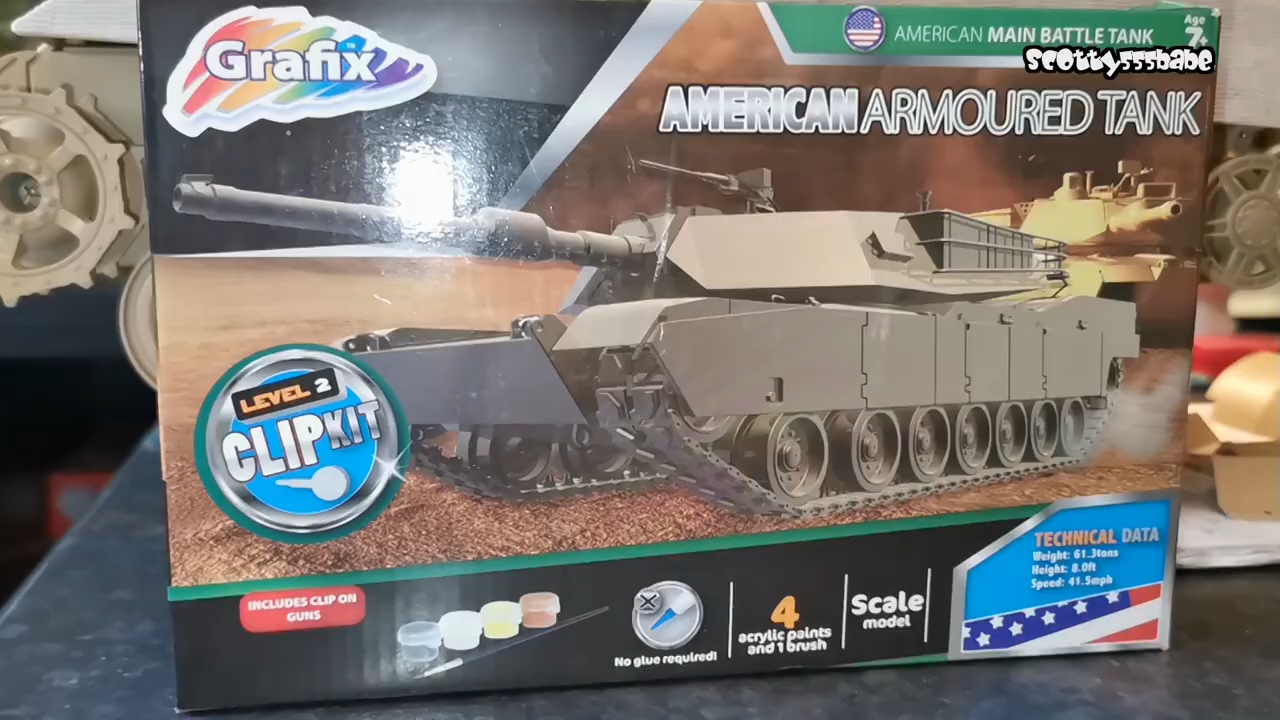 Grafix
AMERICAN MAIN BATTLE TANK
Age
7+
scotty555babe
AMERICAN ARMOURED TANK
LEVEL 2
CLIPKIT
TECHNICAL DATA
Weight: 61.3tons
Height: 8.0ft
Speed: 41.5mph
INCLUDES CLIP ON
GUNS
No glue required!
4
acrylic paints
and 1 brush
Scale
model